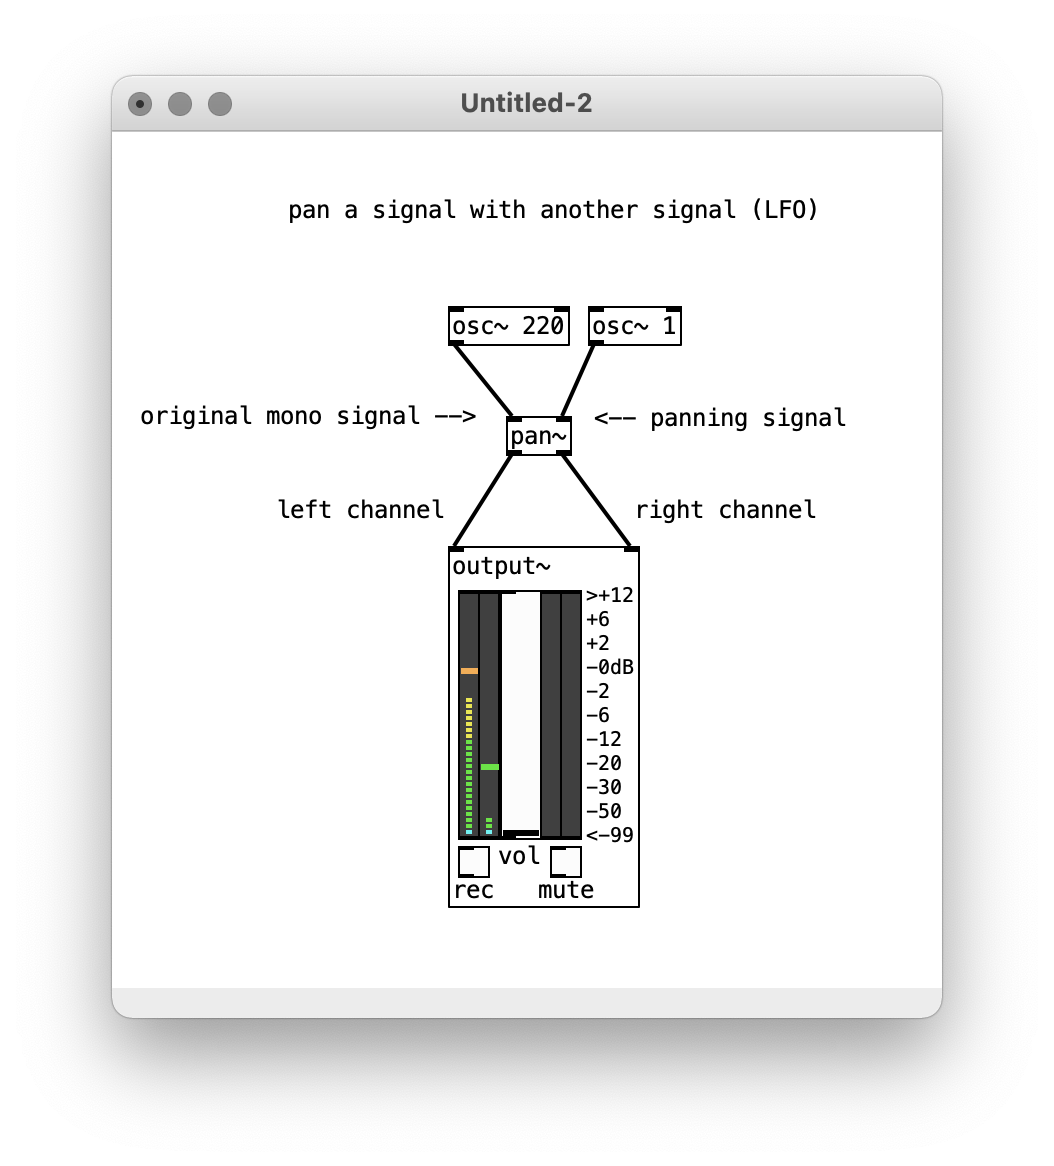 Untitled-2
pan a signal with another signal (LFO)
osc~ 220
osc~ 1
original mono signal -->
pan~
<-- panning signal
left channel
right channel
output~
>+12
+6
+2
-0dB
-2
-6
-12
-20
-30
-50
<-99
vol
rec
mute